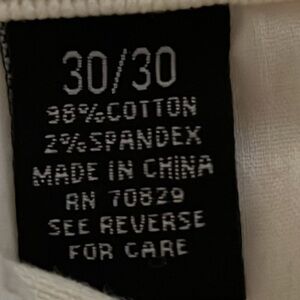 30/30
98%COTTON
2%SPANDEX
MADE IN CHINA
RN 70829
SEE REVERSE
FOR CARE